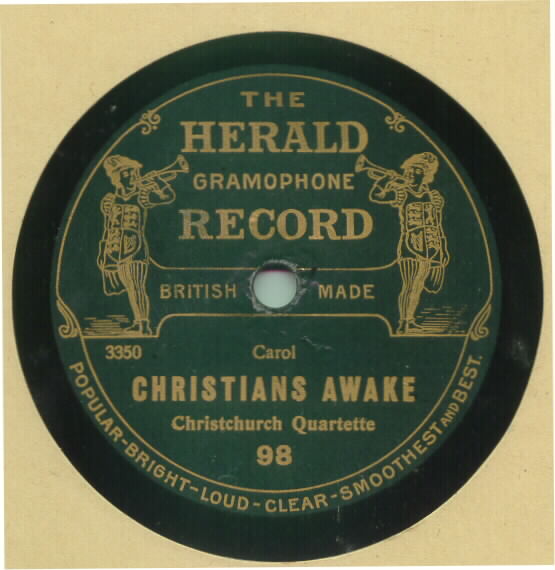 THE
HERALD
GRAMOPHONE
RECORD
BRITISH MADE
3350 Carol
CHRISTIANS AWAKE
Christchurch Quartette
98
POPULAR-BRIGHT-LOUD-CLEAR-SMOOTHEST AND BEST.